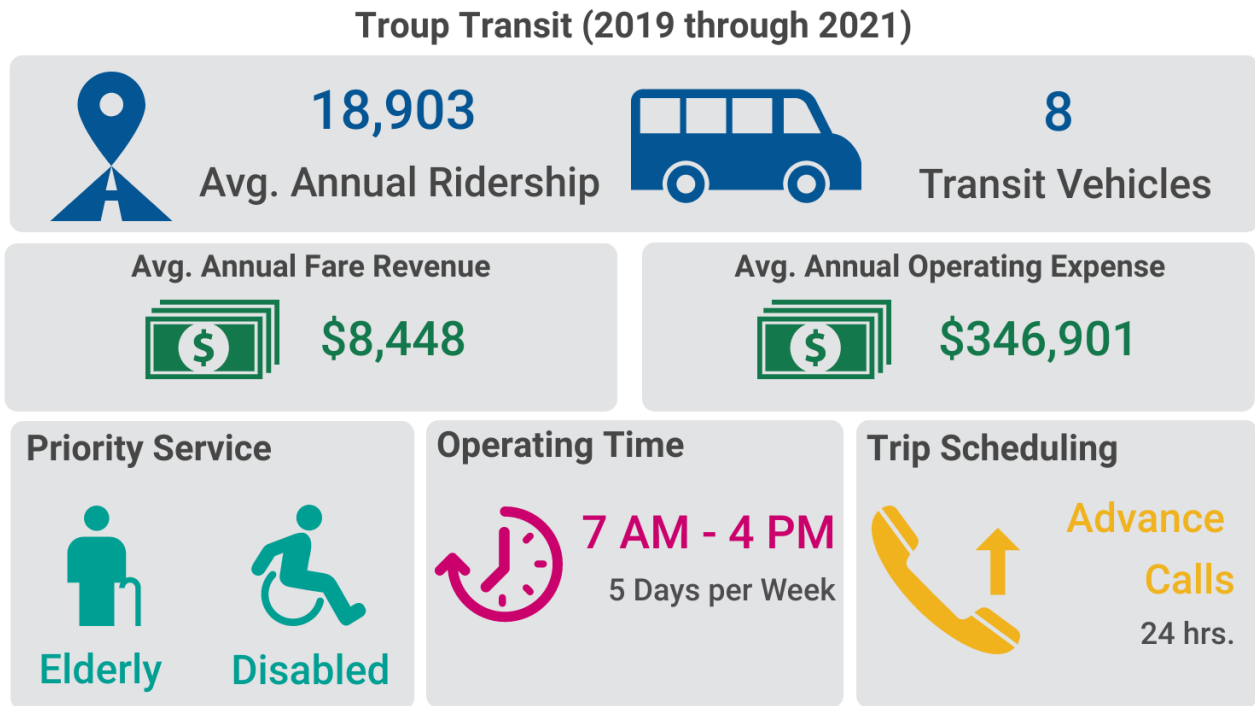 Troup Transit (2019 through 2021)
18,903
Avg. Annual Ridership
8
Transit Vehicles
Avg. Annual Fare Revenue
$
$8,448
Avg. Annual Operating Expense
$
$346,901
Priority Service
Elderly
Disabled
Operating Time
7 AM - 4 PM
5 Days per Week
Trip Scheduling
Advance
Calls
24 hrs.